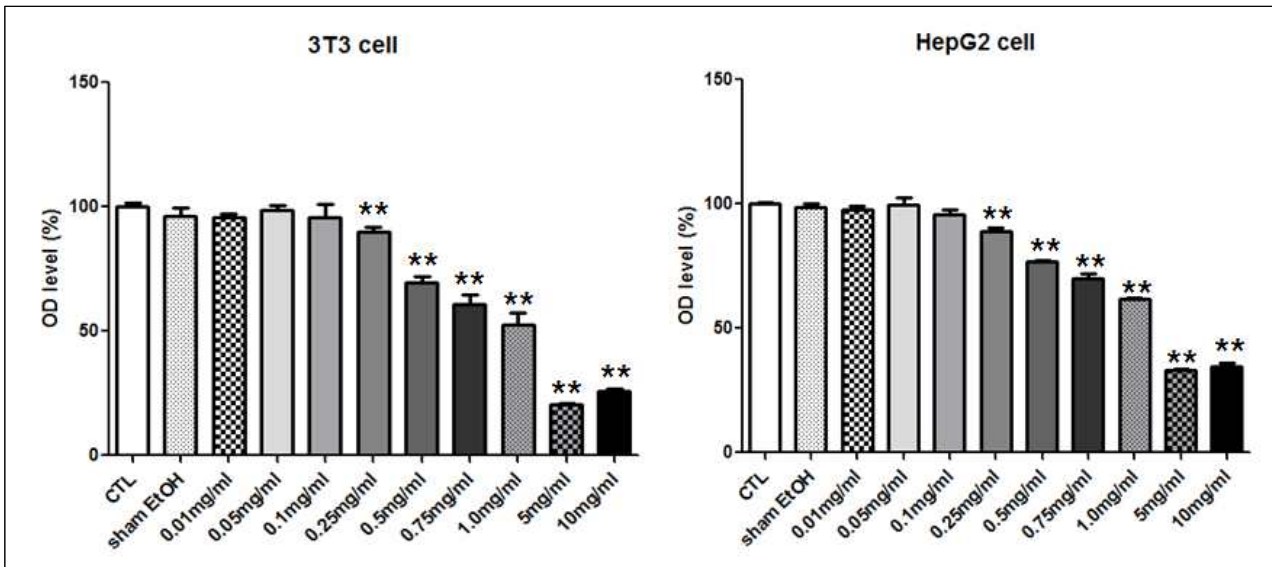 3T3 cell
OD level (%)
150
100
50
0
**
**
**
**
**
**
CTL
sham EtOH
0.01mg/ml
0.05mg/ml
0.1mg/ml
0.25mg/ml
0.5mg/ml
0.75mg/ml
1.0mg/ml
5mg/ml
10mg/ml
HepG2 cell
OD level (%)
150
100
50
0
**
**
**
**
**
**
CTL
sham EtOH
0.01mg/ml
0.05mg/ml
0.1mg/ml
0.25mg/ml
0.5mg/ml
0.75mg/ml
1.0mg/ml
5mg/ml
10mg/ml